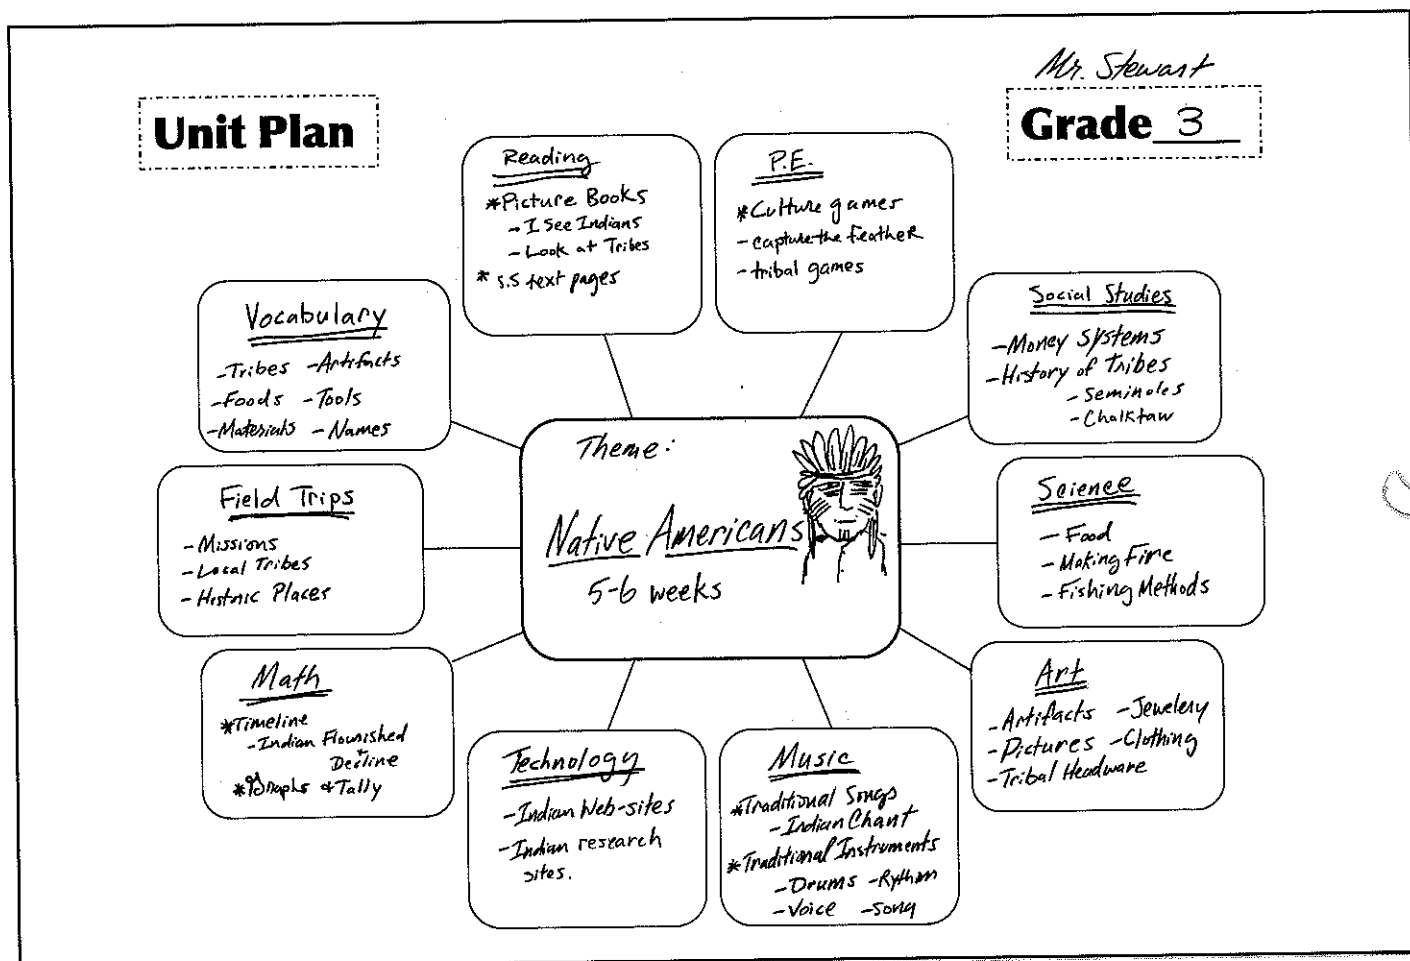 Mr. Stewart
Unit Plan
Grade 3
Reading
*Picture Books
- I See Indians
- Look at Tribes
* S.S text pages
P.E.
*Culture games
- capture the feather
- tribal games
Vocabulary
- Tribes - Artifacts
- Foods - Tools
- Materials - Names
Social Studies
- Money Systems
- History of Tribes
- Seminoles
- Chalktaw
Theme:
Native Americans
5-6 weeks
Field Trips
- Missions
- Local Tribes
- Historic Places
Science
- Food
- Making Fire
- Fishing Methods
Math
*Timeline
- Indian Flourished
+
Decline
*Graphs & Tally
Technology
- Indian Web-sites
- Indian research
sites.
Music
*Traditional Songs
- Indian Chant
*Traditional Instruments
- Drums - Rythm
- Voice - Song
Art
- Artifacts - Jewelery
- Pictures - Clothing
- Tribal Headware